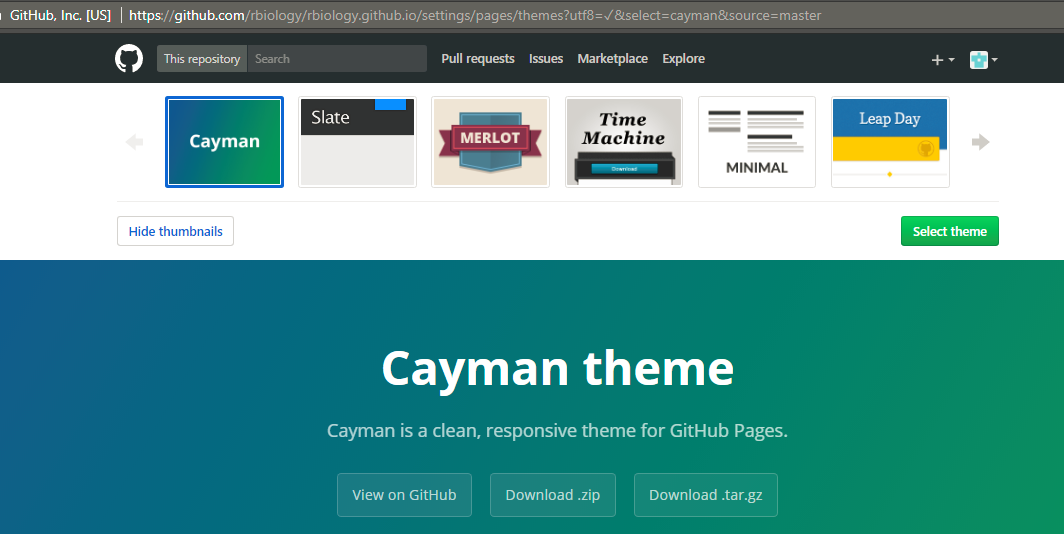 GitHub, Inc. [US] | https://github.com/rbiology/rbiology.github.io/settings/pages/themes?utf8=✓&select=cayman&source=master
This repository Search Pull requests Issues Marketplace Explore
Cayman
Slate
MERLOT
Time
Machine
Download
MINIMAL
Leap Day
Hide thumbnails Select theme
Cayman theme
Cayman is a clean, responsive theme for GitHub Pages.
View on GitHub Download .zip Download .tar.gz